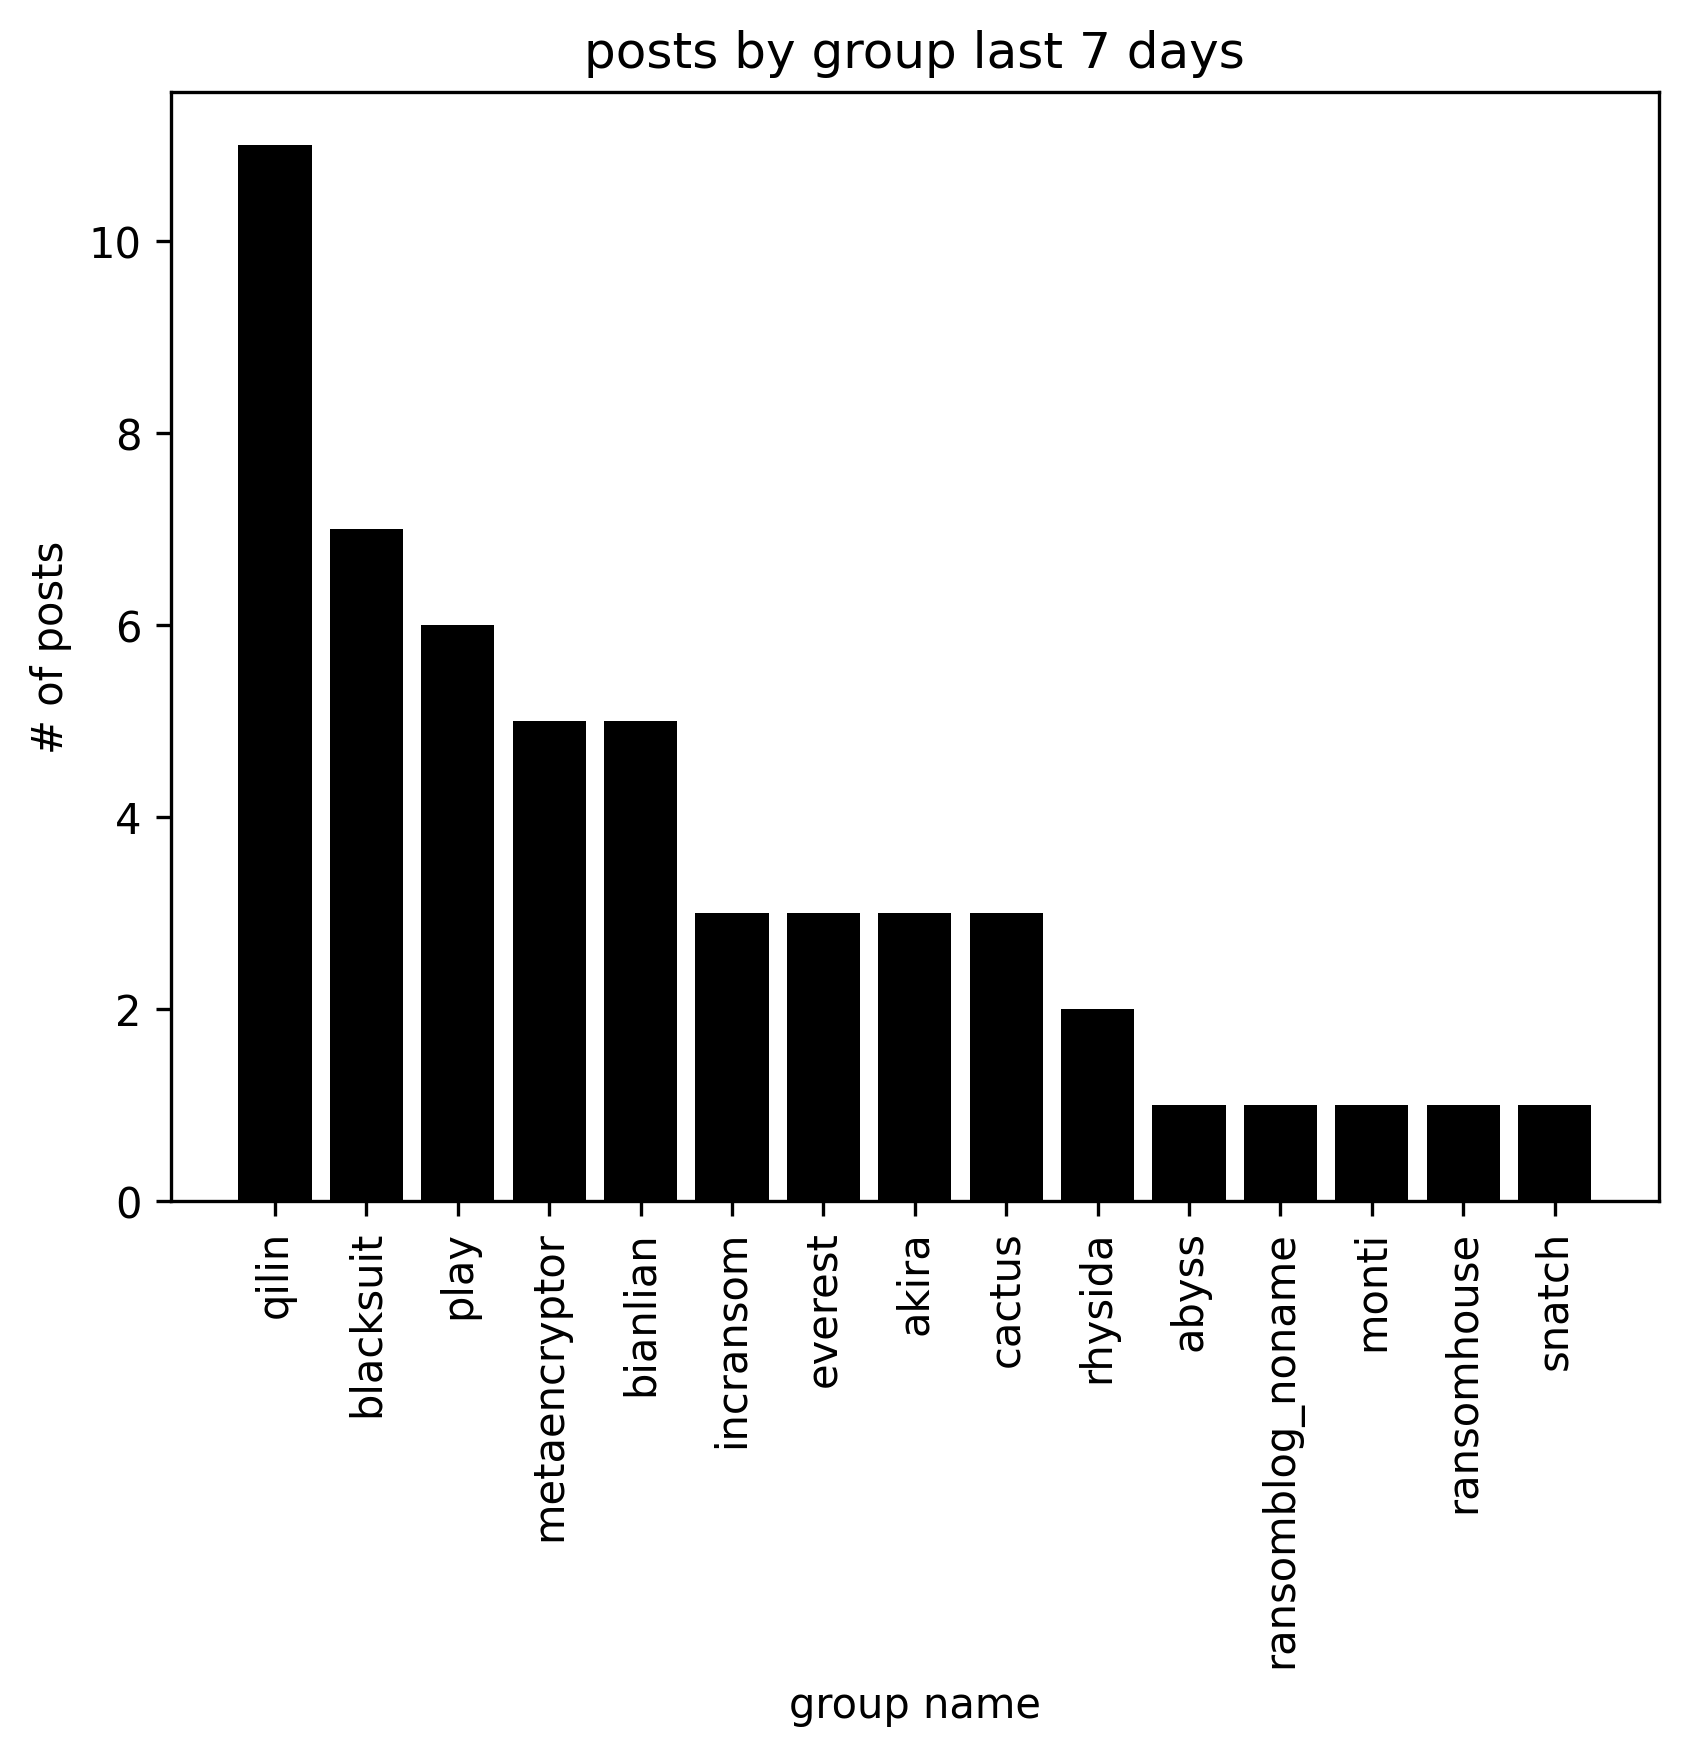 posts by group last 7 days
# of posts
10
8
6
4
2
0
qilin
blacksuit
play
metaencryptor
bianlian
incransom
everest
akira
cactus
rhysida
abyss
ransomblog_noname
monti
ransomhouse
snatch
group name